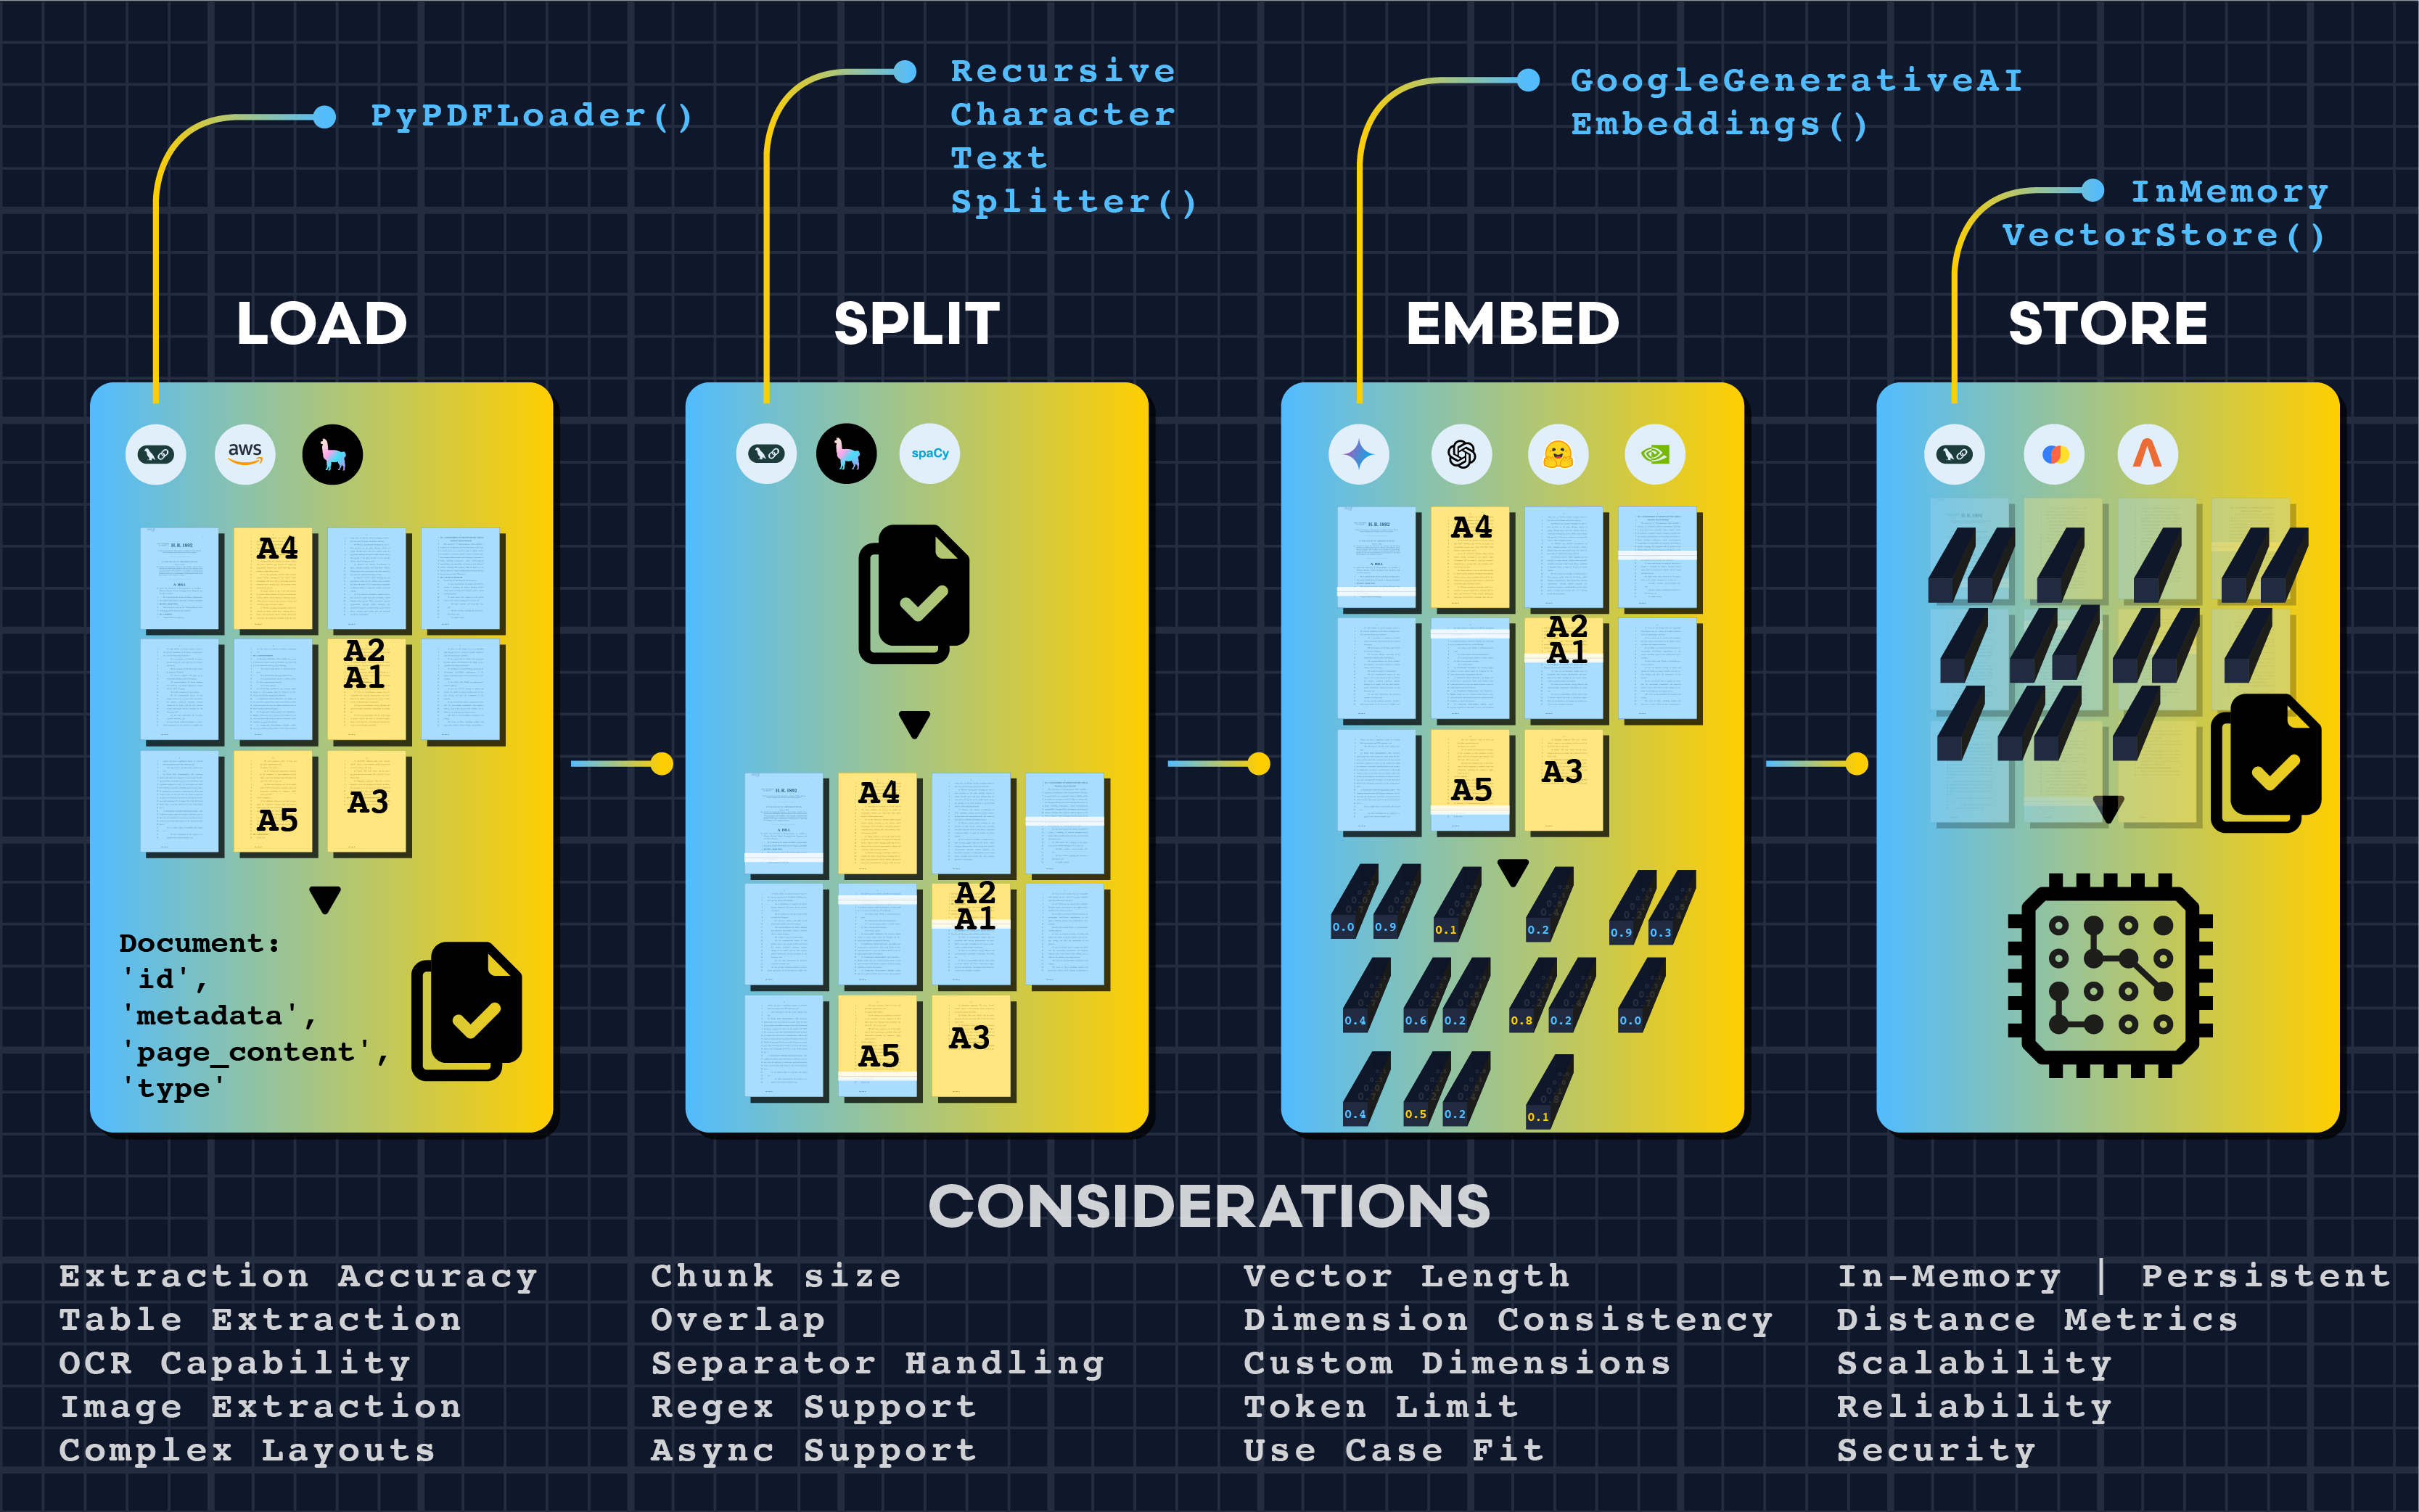 PyPDFLoader()
Recursive
Character
Text
Splitter()
GoogleGenerativeAI
Embeddings()
InMemory
VectorStore()
LOAD
SPLIT
EMBED
STORE
aws
A4
A2
A1
A5
A3
Document:
'id',
'metadata',
'page_content',
'type'
spaCy
A4
A2
A1
A5
A3
A4
A2
A1
A5
A3
0.0 0.9 0.1 0.2 0.9 0.3
0.4 0.6 0.2 0.8 0.2 0.0
0.4 0.5 0.2 0.1
CONSIDERATIONS
Extraction Accuracy
Table Extraction
OCR Capability
Image Extraction
Complex Layouts
Chunk size
Overlap
Separator Handling
Regex Support
Async Support
Vector Length
Dimension Consistency
Custom Dimensions
Token Limit
Use Case Fit
In-Memory | Persistent
Distance Metrics
Scalability
Reliability
Security